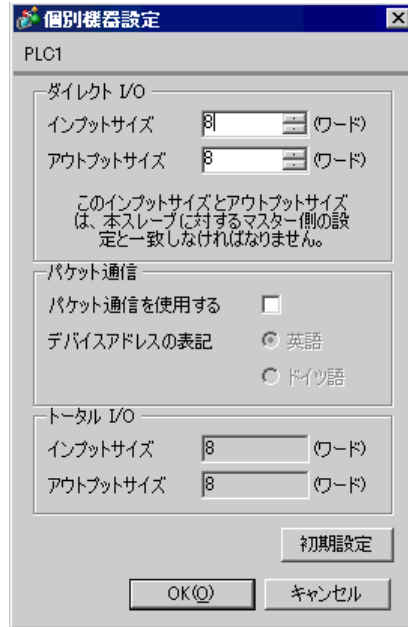 個別機器設定
PLC1
ダイレクト I/O
インプットサイズ 8 (ワード)
アウトプットサイズ 8 (ワード)
このインプットサイズとアウトプットサイズ
は、本スレーブに対するマスター側の設
定と一致しなければなりません。
パケット通信
パケット通信を使用する
デバイスアドレスの表記 英語
ドイツ語
トータル I/O
インプットサイズ 8 (ワード)
アウトプットサイズ 8 (ワード)
初期設定
OK(O) キャンセル